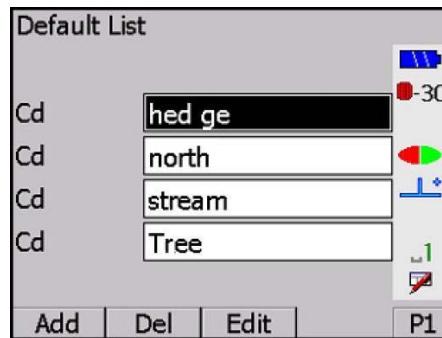 Default List
-30
Cd hed ge
Cd north
Cd stream
Cd Tree
1
Add Del Edit P1